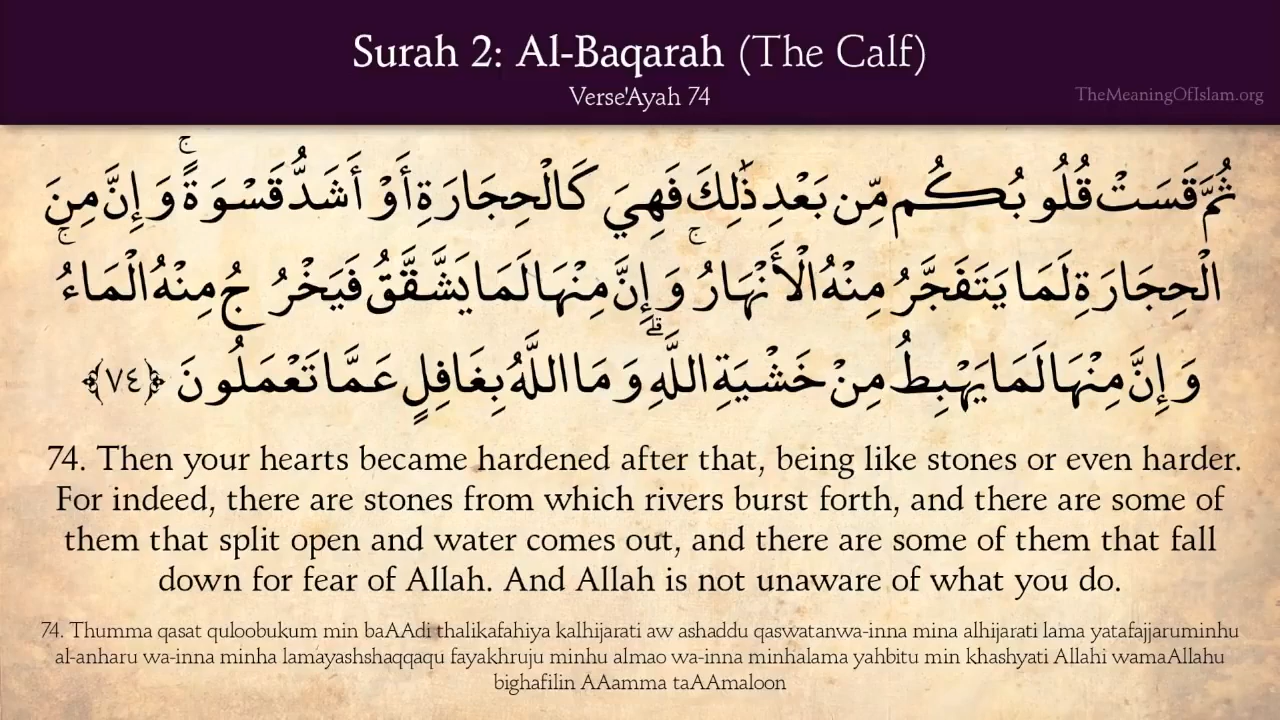 Surah 2: Al-Baqarah (The Calf)
Verse'Ayah 74
TheMeaningOfIslam.org
ثُمَّ قَسَتْ قُلُوبُكُم مِّن بَعْدِ ذَٰلِكَ فَهِيَ كَالْحِجَارَةِ أَوْ أَشَدُّ قَسْوَةً ۚ وَإِنَّ مِنَ
الْحِجَارَةِ لَمَا يَتَفَجَّرُ مِنْهُ الْأَنْهَارُ ۚ وَإِنَّ مِنْهَا لَمَا يَشَّقَّقُ فَيَخْرُجُ مِنْهُ الْمَاءُ ۚ
وَإِنَّ مِنْهَا لَمَا يَهْبِطُ مِنْ خَشْيَةِ اللَّهِ ۗ وَمَا اللَّهُ بِغَافِلٍ عَمَّا تَعْمَلُونَ ﴿٧٤﴾
74. Then your hearts became hardened after that, being like stones or even harder.
For indeed, there are stones from which rivers burst forth, and there are some of
them that split open and water comes out, and there are some of them that fall
down for fear of Allah. And Allah is not unaware of what you do.
74. Thumma qasat quloobukum min baAAdi thalikafahiya kalhijarati aw ashaddu qaswatanwa-inna mina alhijarati lama yatafajjaruminhu
al-anharu wa-inna minha lamayashshaqqaqu fayakhruju minhu almao wa-inna minhalama yahbitu min khashyati Allahi wamaAllahu
bighafilin AAamma taAAmaloon